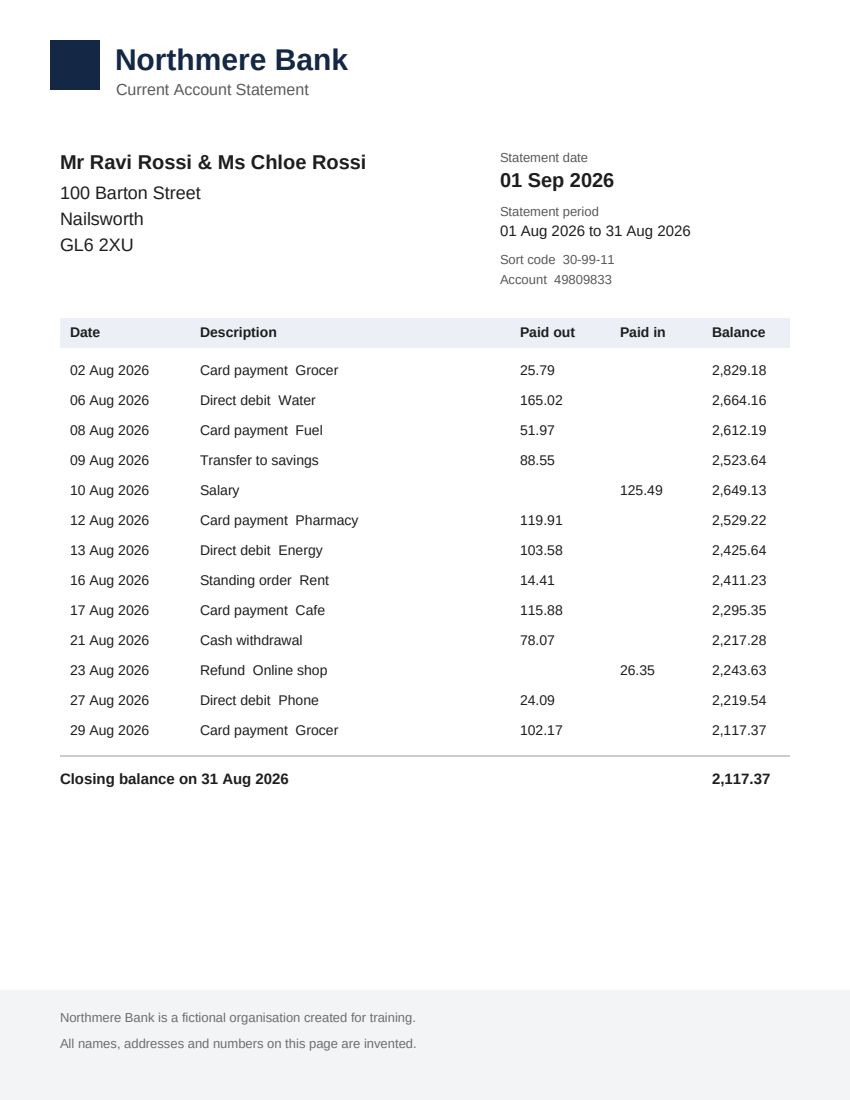 Northmere Bank
Current Account Statement
Mr Ravi Rossi & Ms Chloe Rossi
100 Barton Street
Nailsworth
GL6 2XU
Statement date
01 Sep 2026
Statement period
01 Aug 2026 to 31 Aug 2026
Sort code 30-99-11
Account 49809833
Date Description Paid out Paid in Balance
02 Aug 2026 Card payment Grocer 25.79 2,829.18
06 Aug 2026 Direct debit Water 165.02 2,664.16
08 Aug 2026 Card payment Fuel 51.97 2,612.19
09 Aug 2026 Transfer to savings 88.55 2,523.64
10 Aug 2026 Salary 125.49 2,649.13
12 Aug 2026 Card payment Pharmacy 119.91 2,529.22
13 Aug 2026 Direct debit Energy 103.58 2,425.64
16 Aug 2026 Standing order Rent 14.41 2,411.23
17 Aug 2026 Card payment Cafe 115.88 2,295.35
21 Aug 2026 Cash withdrawal 78.07 2,217.28
23 Aug 2026 Refund Online shop 26.35 2,243.63
27 Aug 2026 Direct debit Phone 24.09 2,219.54
29 Aug 2026 Card payment Grocer 102.17 2,117.37
Closing balance on 31 Aug 2026 2,117.37
Northmere Bank is a fictional organisation created for training.
All names, addresses and numbers on this page are invented.